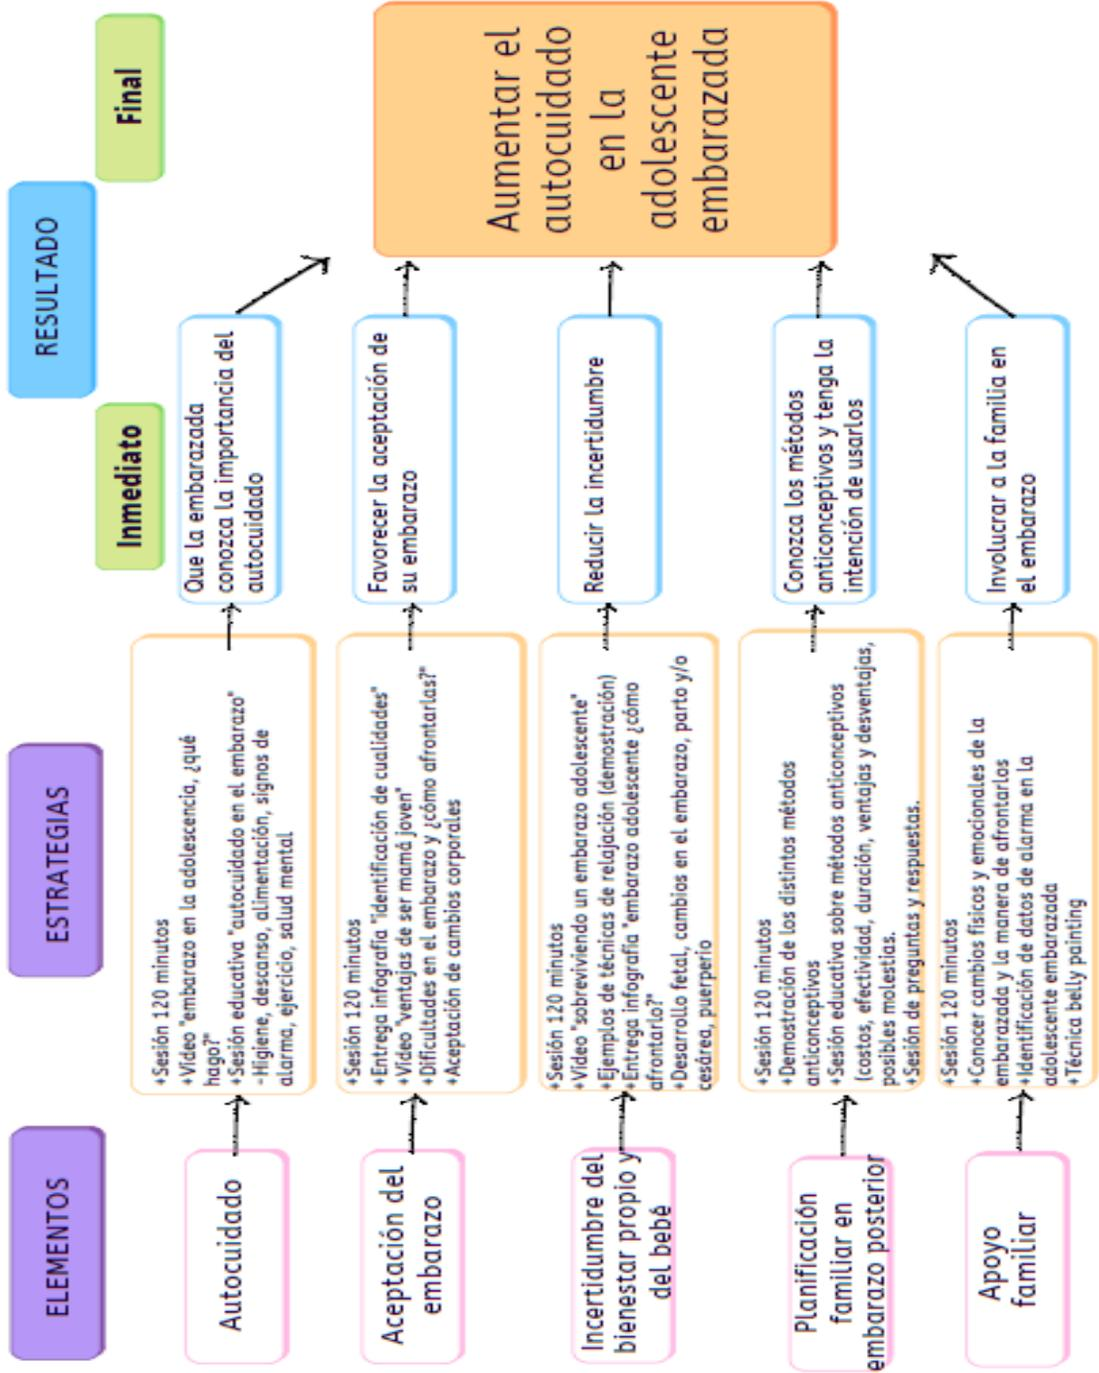 ELEMENTOS
ESTRATEGIAS
RESULTADO
Inmediato
Final
Autocuidado
+Sesión 120 minutos
+Vídeo "embarazo en la adolescencia, ¿qué
hago?"
+Sesión educativa "autocuidado en el embarazo"
-Higiene, descanso, alimentación, signos de
alarma, ejercicio, salud mental
Que la embarazada
conozca la importancia del
autocuidado
Aceptación del
embarazo
+Sesión 120 minutos
+Entrega infografía "identificación de cualidades"
+Vídeo "ventajas de ser mamá joven"
+Dificultades en el embarazo y ¿cómo afrontarlas?"
+Aceptación de cambios corporales
Favorecer la aceptación de
su embarazo
Incertidumbre del
bienestar propio y
del bebé
+Sesión 120 minutos
+Vídeo "sobreviviendo un embarazo adolescente"
+Ejemplos de técnicas de relajación (demostración)
+Entrega infografía "embarazo adolescente ¿cómo
afrontarlo?"
+Desarrollo fetal, cambios en el embarazo, parto y/o
cesárea, puerperio
Reducir la incertidumbre
Planificación
familiar en
embarazo posterior
+Sesión 120 minutos
+Demostración de los distintos métodos
anticonceptivos
+Sesión educativa sobre métodos anticonceptivos
(costos, efectividad, duración, ventajas y desventajas,
posibles molestias.
+Sesión de preguntas y respuestas.
Conozca los métodos
anticonceptivos y tenga la
intención de usarlos
Apoyo
familiar
+Sesión 120 minutos
+Conocer cambios físicos y emocionales de la
embarazada y la manera de afrontarlos
+Identificación de datos de alarma en la
adolescente embarazada
+Técnica belly painting
Involucrar a la familia en
el embarazo
Aumentar el
autocuidado
en la
adolescente
embarazada